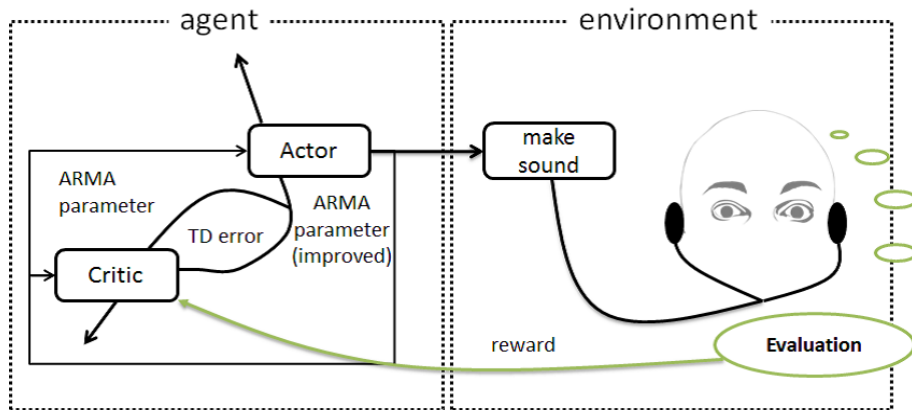 agent
environment
Actor
make
sound
ARMA
parameter
TD error
ARMA
parameter
(improved)
Critic
reward
Evaluation